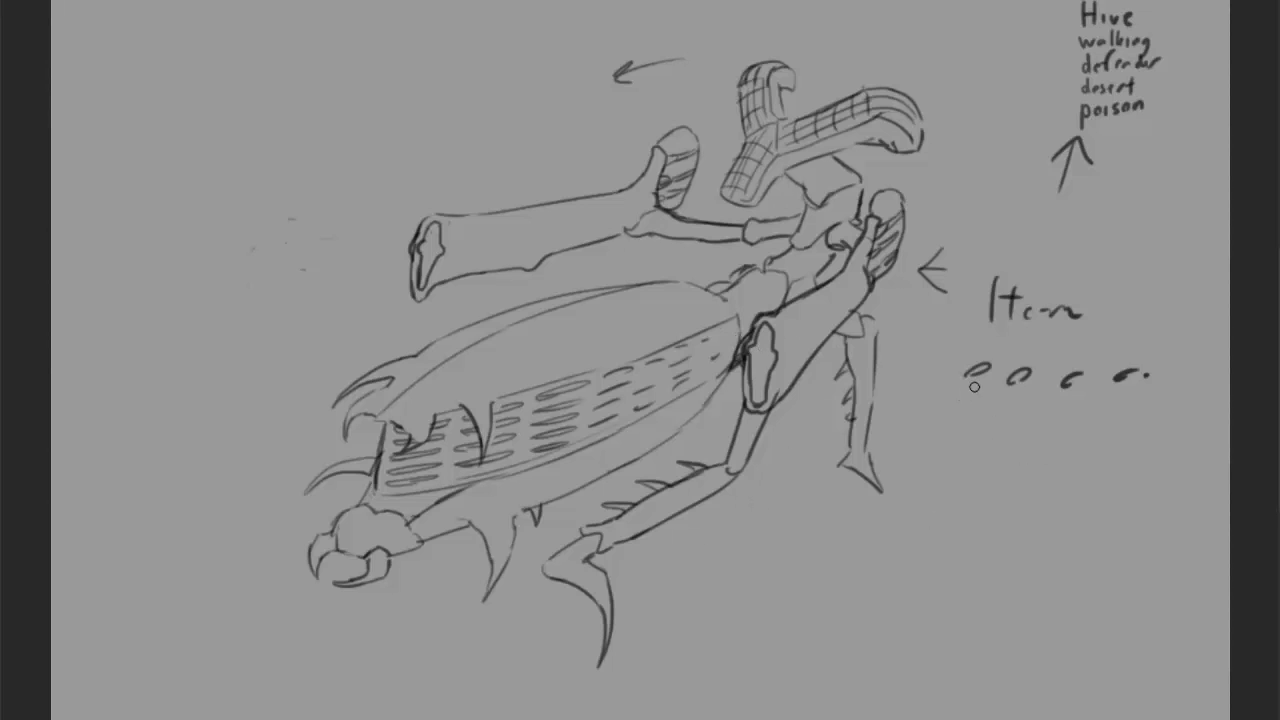 Hive
walking
defender
desert
poison
Item